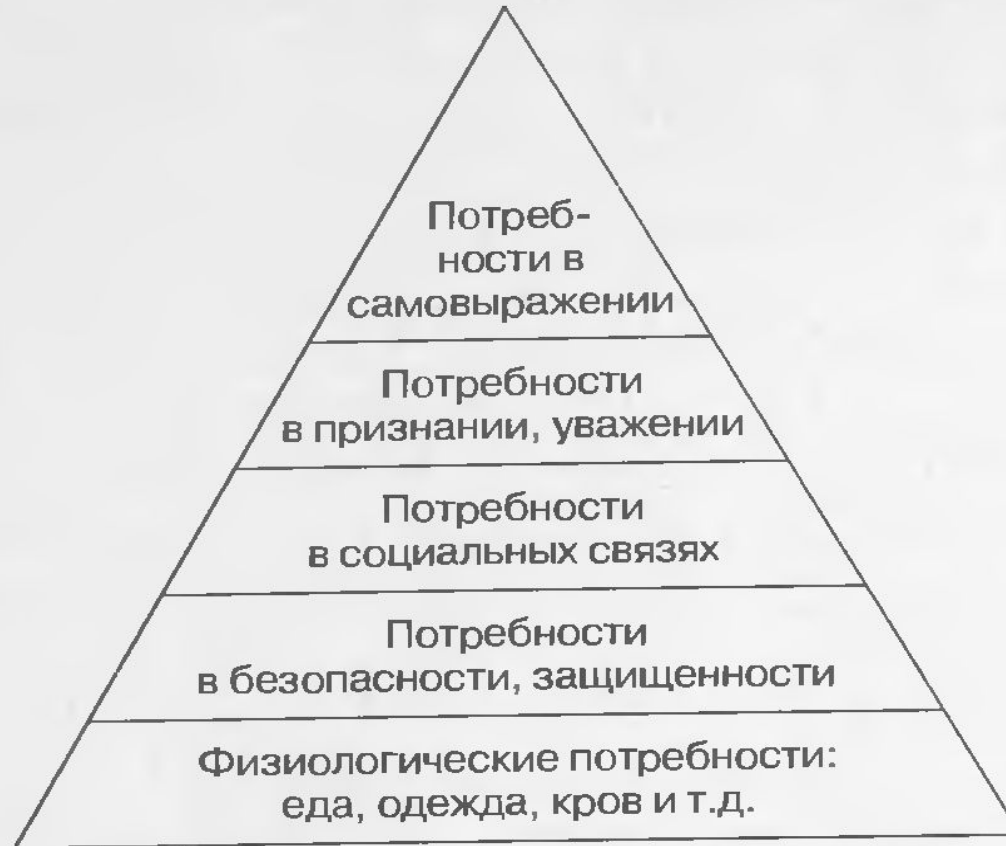 Потреб-
ности в
самовыражении
Потребности
в признании, уважении
Потребности
в социальных связях
Потребности
в безопасности, защищенности
Физиологические потребности:
еда, одежда, кров и т.д.